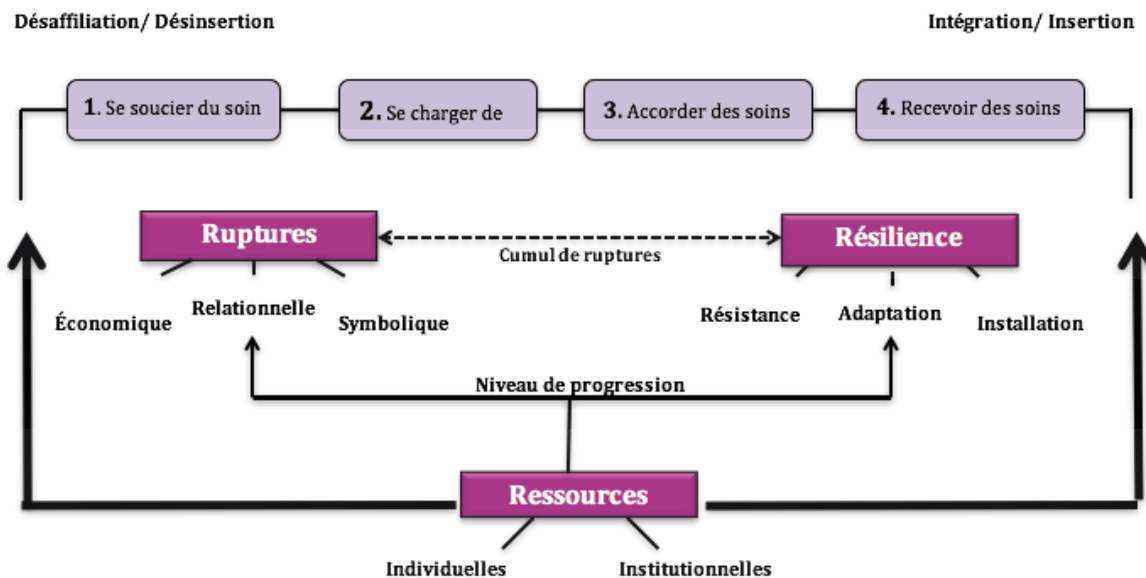 Désaffiliation/ Désinsertion
Intégration/ Insertion
1. Se soucier du soin
2. Se charger de
3. Accorder des soins
4. Recevoir des soins
Ruptures
Résilience
Cumul de ruptures
Économique
Relationnelle
Symbolique
Résistance
Adaptation
Installation
Niveau de progression
Ressources
Individuelles
Institutionnelles